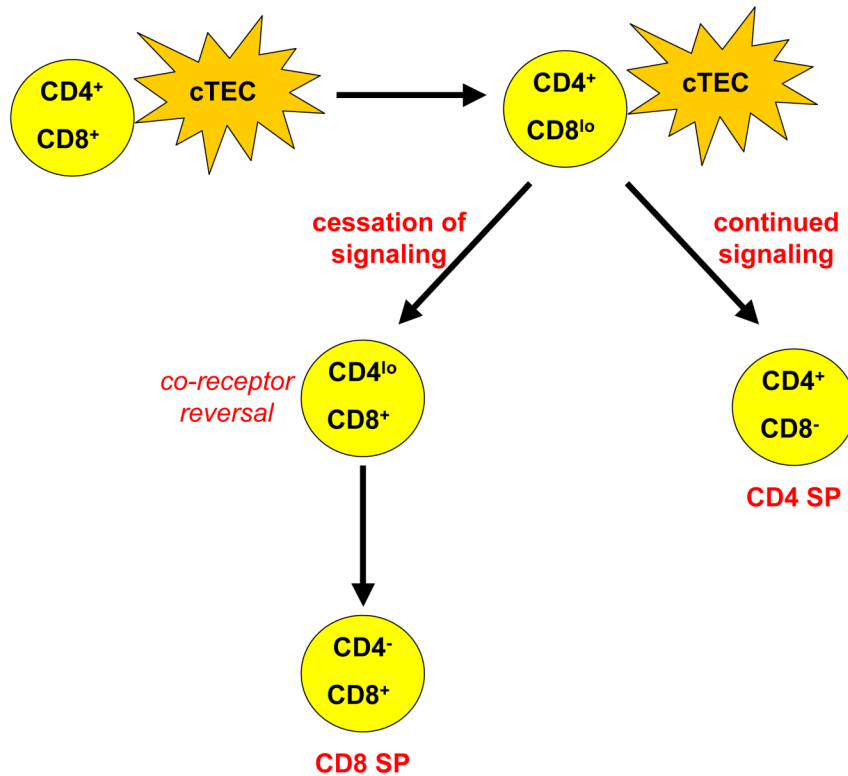 CD4⁺
CD8⁺
cTEC
CD4⁺
CD8ˡᵒ
cTEC
cessation of
signaling
continued
signaling
co-receptor
reversal
CD4ˡᵒ
CD8⁺
CD4⁺
CD8⁻
CD4 SP
CD4⁻
CD8⁺
CD8 SP